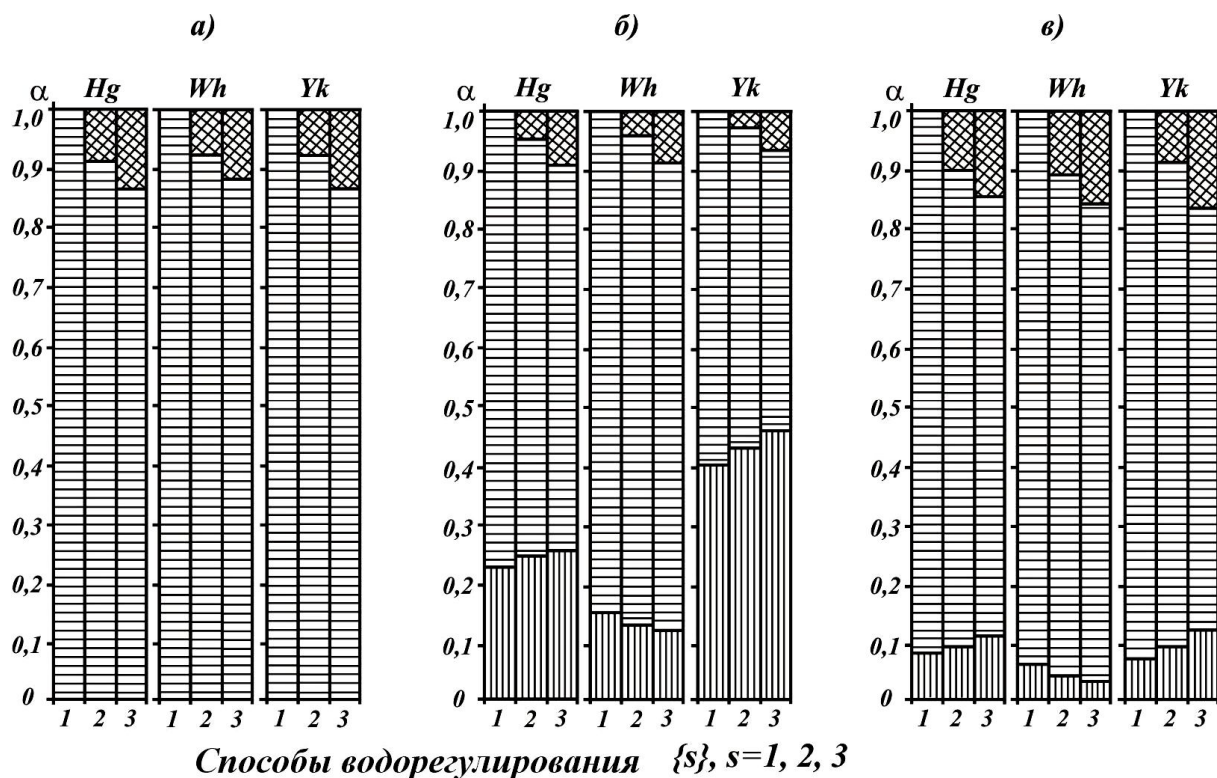 а) б) в)
α Hg Wh Yk α Hg Wh Yk α Hg Wh Yk
1,0 1,0 1,0
0,9 0,9 0,9
0,8 0,8 0,8
0,7 0,7 0,7
0,6 0,6 0,6
0,5 0,5 0,5
0,4 0,4 0,4
0,3 0,3 0,3
0,2 0,2 0,2
0,1 0,1 0,1
0 0 0
1 2 3 1 2 3 1 2 3 1 2 3 1 2 3 1 2 3 1 2 3 1 2 3 1 2 3
Способы водорегулирования {s}, s=1, 2, 3